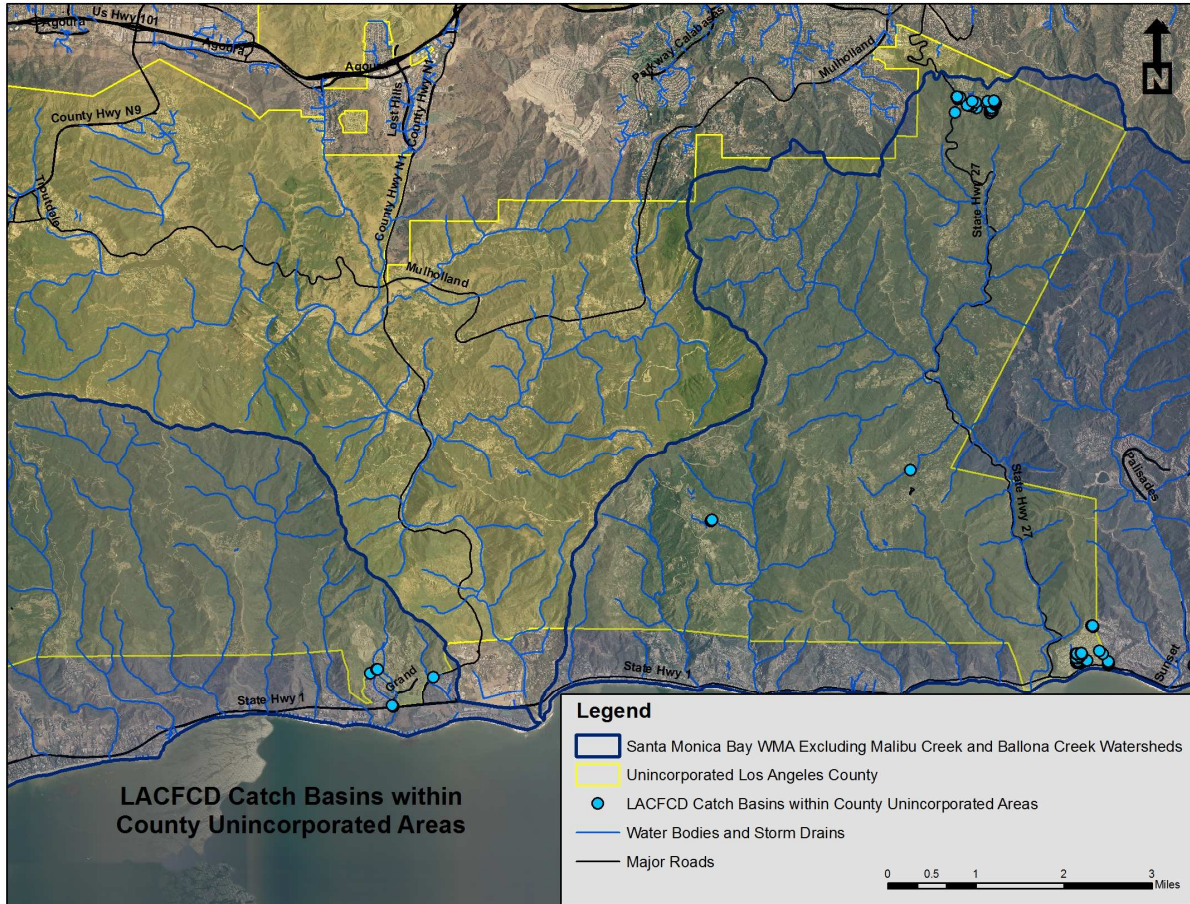 Us Hwy 101
Agoura
Agoura
Agoura
Parkway Calabasas
Mulholland
N
County Hwy N9
Lost Hills
County Hwy N1
Troutdale
County Hwy N1
State Hwy 27
Mulholland
Palisades
State Hwy 27
Grand
State Hwy 1
State Hwy 1
Sunset
LACFCD Catch Basins within
County Unincorporated Areas
Legend
Santa Monica Bay WMA Excluding Malibu Creek and Ballona Creek Watersheds
Unincorporated Los Angeles County
LACFCD Catch Basins within County Unincorporated Areas
Water Bodies and Storm Drains
Major Roads
0 0.5 1 2 3
Miles